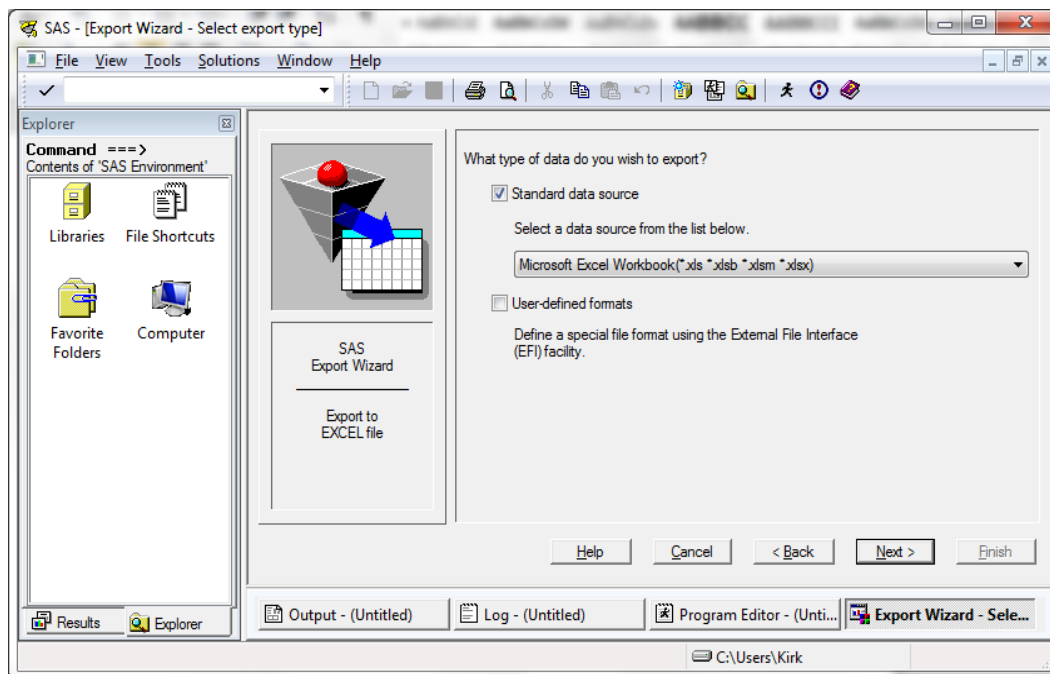 SAS - [Export Wizard - Select export type]
File View Tools Solutions Window Help
Explorer
Command ===>
Contents of 'SAS Environment'
Libraries File Shortcuts
Favorite Folders
Computer
Results Explorer
SAS
Export Wizard
Export to
EXCEL file
What type of data do you wish to export?
Standard data source
Select a data source from the list below.
Microsoft Excel Workbook(*.xls *.xlsb *.xlsm *.xlsx)
User-defined formats
Define a special file format using the External File Interface
(EFI) facility.
Help Cancel < Back Next > Finish
Output - (Untitled) Log - (Untitled) Program Editor - (Unti... Export Wizard - Sele...
C:\Users\Kirk